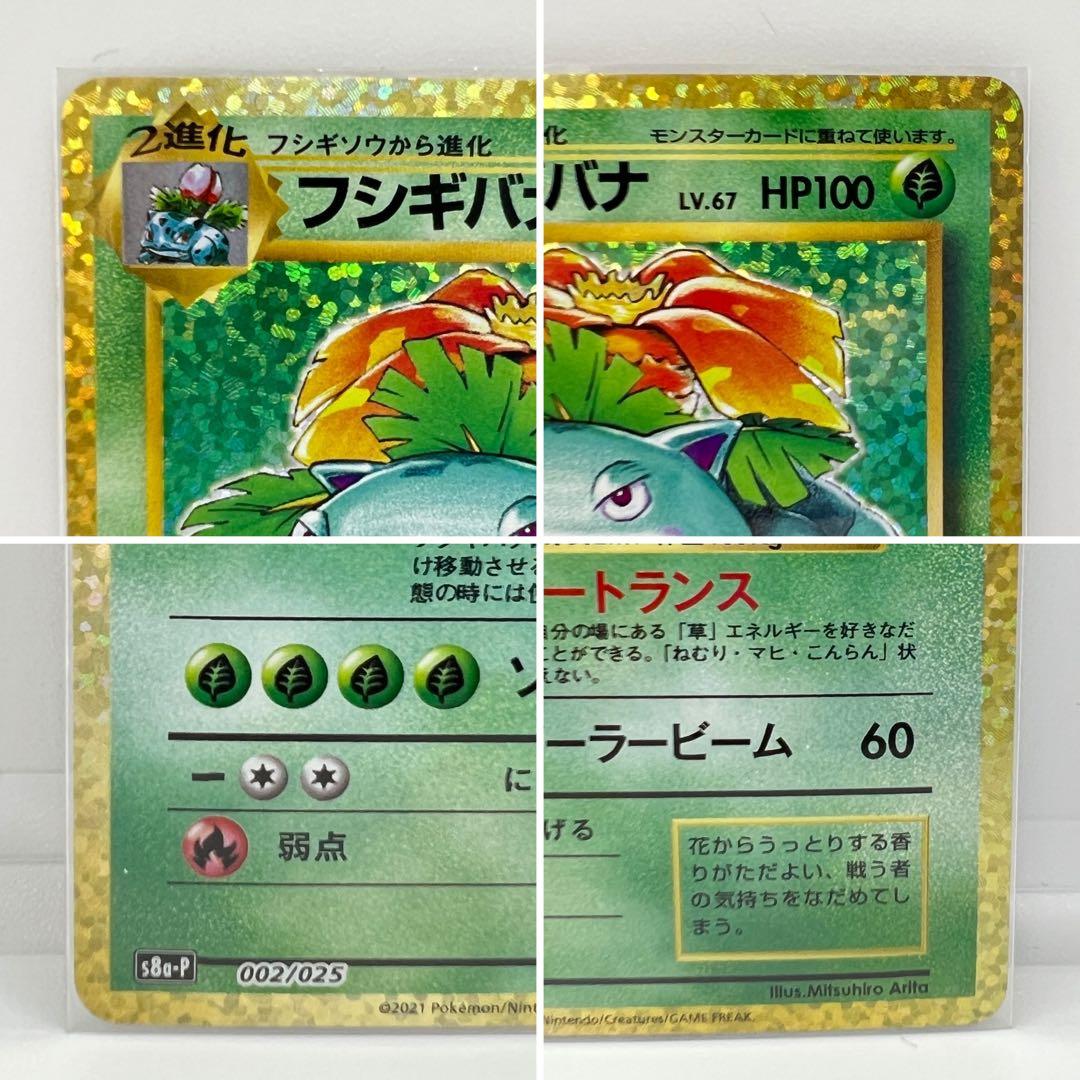 2進化 フシギソウから進化
フシギバナ
化 モンスターカードに重ねて使います。
バナ LV.67 HP100
け移動させ
態の時には
ソ
ー に
弱点
s8a-P 002/025
©2021 Pokémon/Nint
ートランス
自分の場にある「草」エネルギーを好きなだ
ことができる。「ねむり・マヒ・こんらん」状
えない。
ーラービーム 60
げる
花からうっとりする香
りがただよい、戦う者
の気持ちをなだめてし
まう。
Illus.Mitsuhiro Arita
Nintendo/Creatures/GAME FREAK.